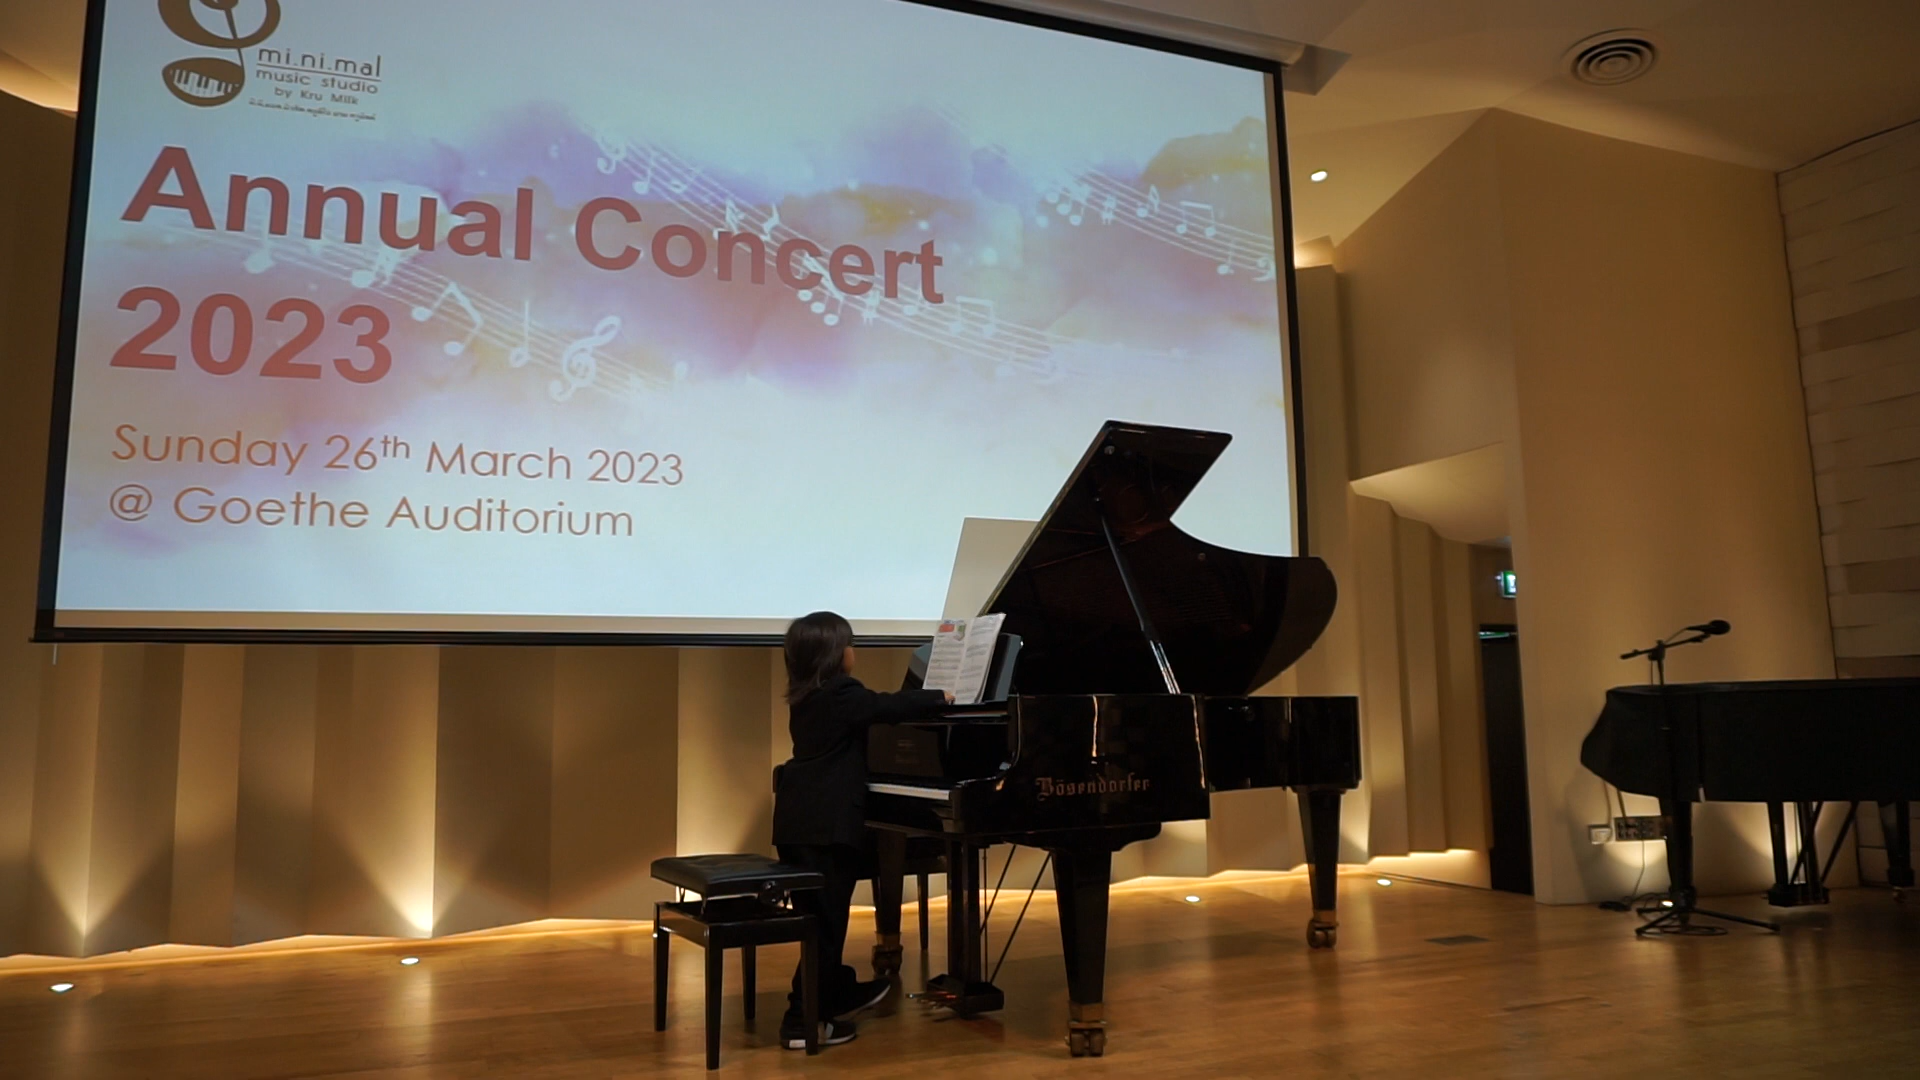 mi.ni.mal
music studio
by Kru Milk
Annual Concert
2023
Sunday 26th March 2023
@ Goethe Auditorium
Bösendorfer